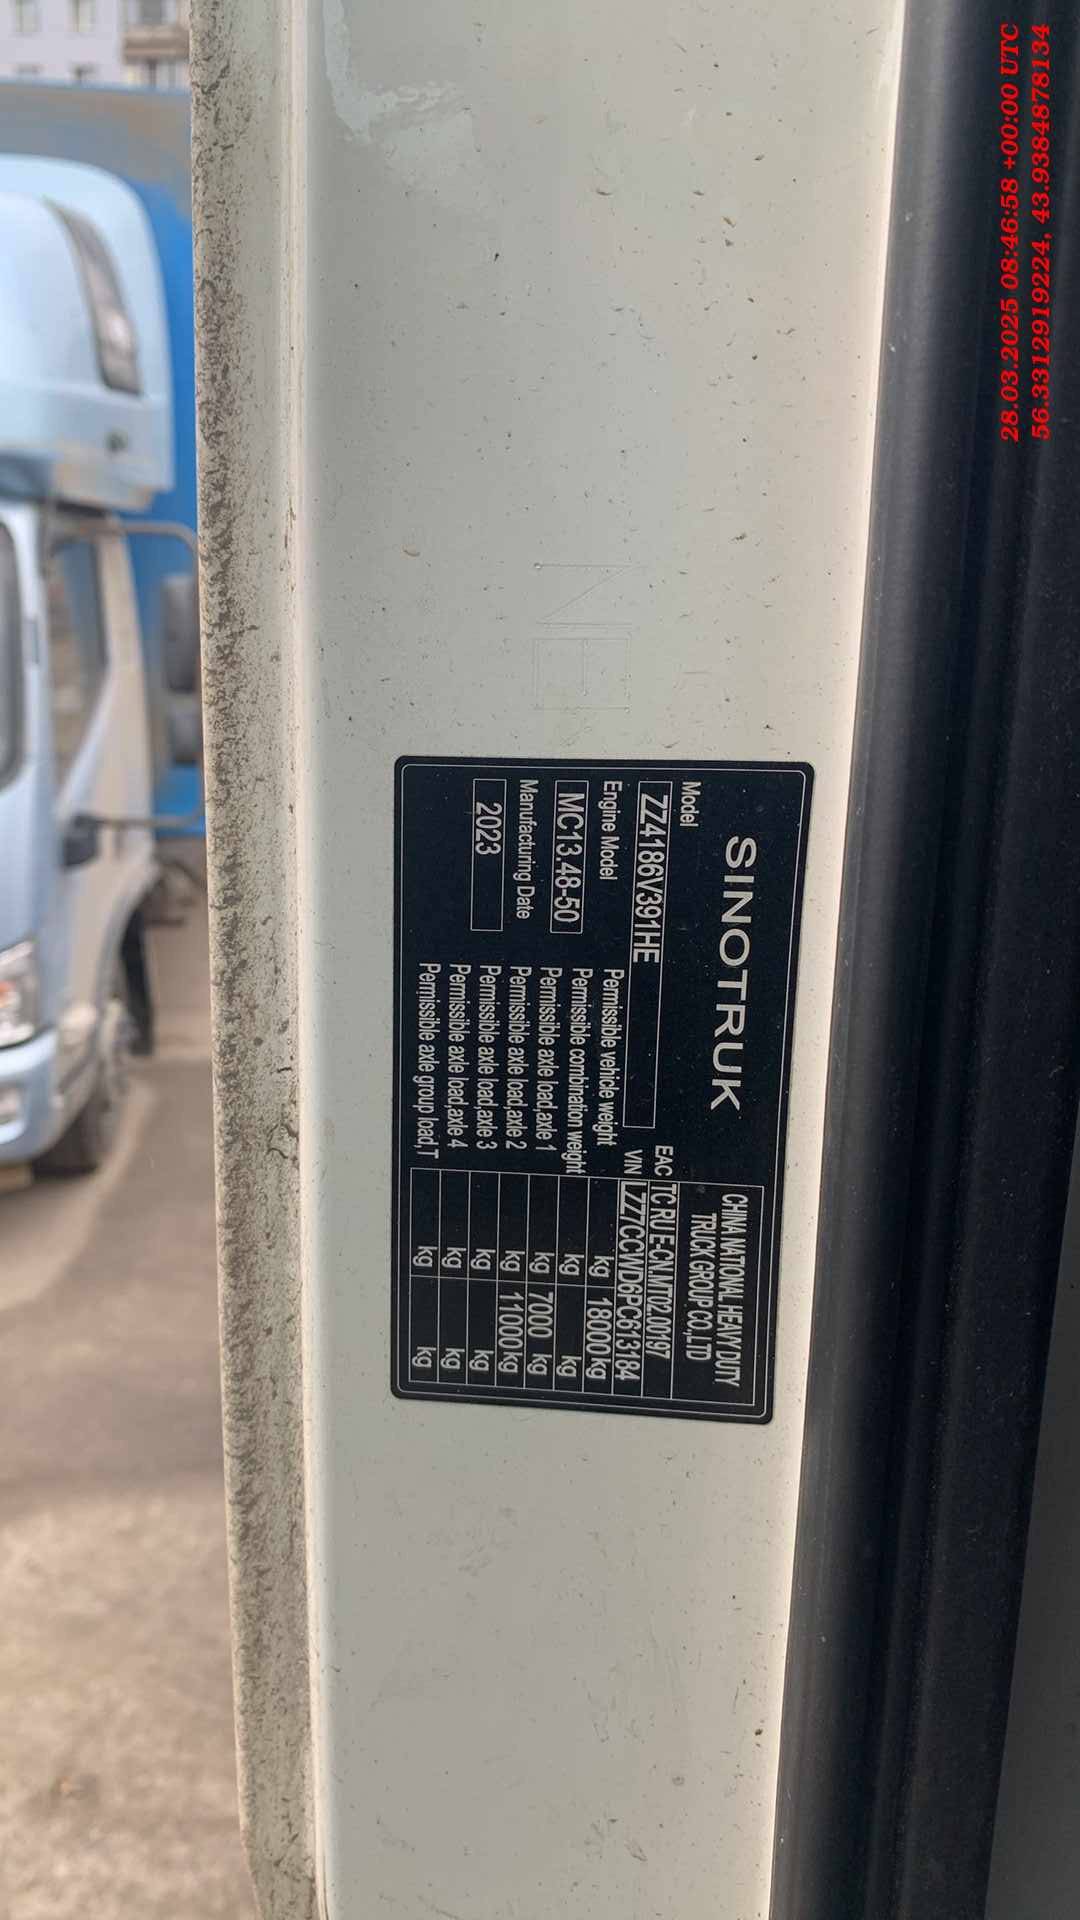 28.03.2025 08:46:58 +00:00 UTC
56.3312919224, 43.9384878134
SINOTRUK
CHINA NATIONAL HEAVY DUTY
TRUCK GROUP CO.,LTD
Model
ZZ4186V391HE
EAC TC RU E-CN.MT02.00197
VIN LZZ7CCWD6PC613184
Engine Model
MC13.48-50
Manufacturing Date
2023
Permissible vehicle weight kg 18000 kg
Permissible combination weight kg kg
Permissible axle load,axle 1 kg 7000 kg
Permissible axle load,axle 2 kg 11000 kg
Permissible axle load,axle 3 kg kg
Permissible axle load,axle 4 kg kg
Permissible axle group load,T kg kg